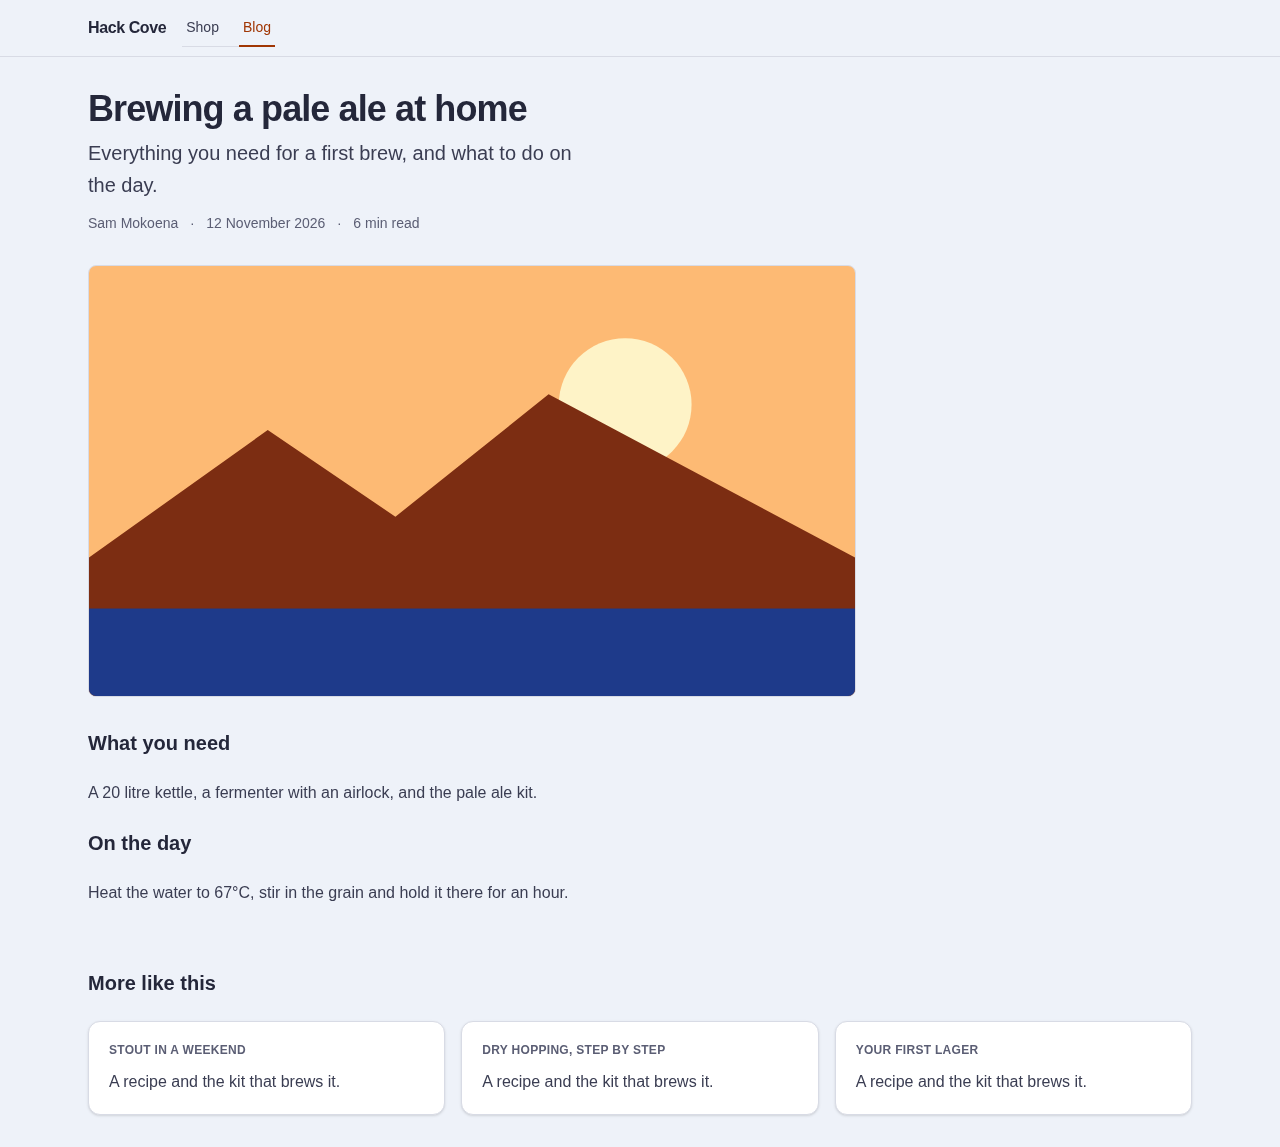 Hack Cove Shop Blog
Brewing a pale ale at home
Everything you need for a first brew, and what to do on
the day.
Sam Mokoena · 12 November 2026 · 6 min read
What you need
A 20 litre kettle, a fermenter with an airlock, and the pale ale kit.
On the day
Heat the water to 67°C, stir in the grain and hold it there for an hour.
More like this
STOUT IN A WEEKEND
A recipe and the kit that brews it.
DRY HOPPING, STEP BY STEP
A recipe and the kit that brews it.
YOUR FIRST LAGER
A recipe and the kit that brews it.